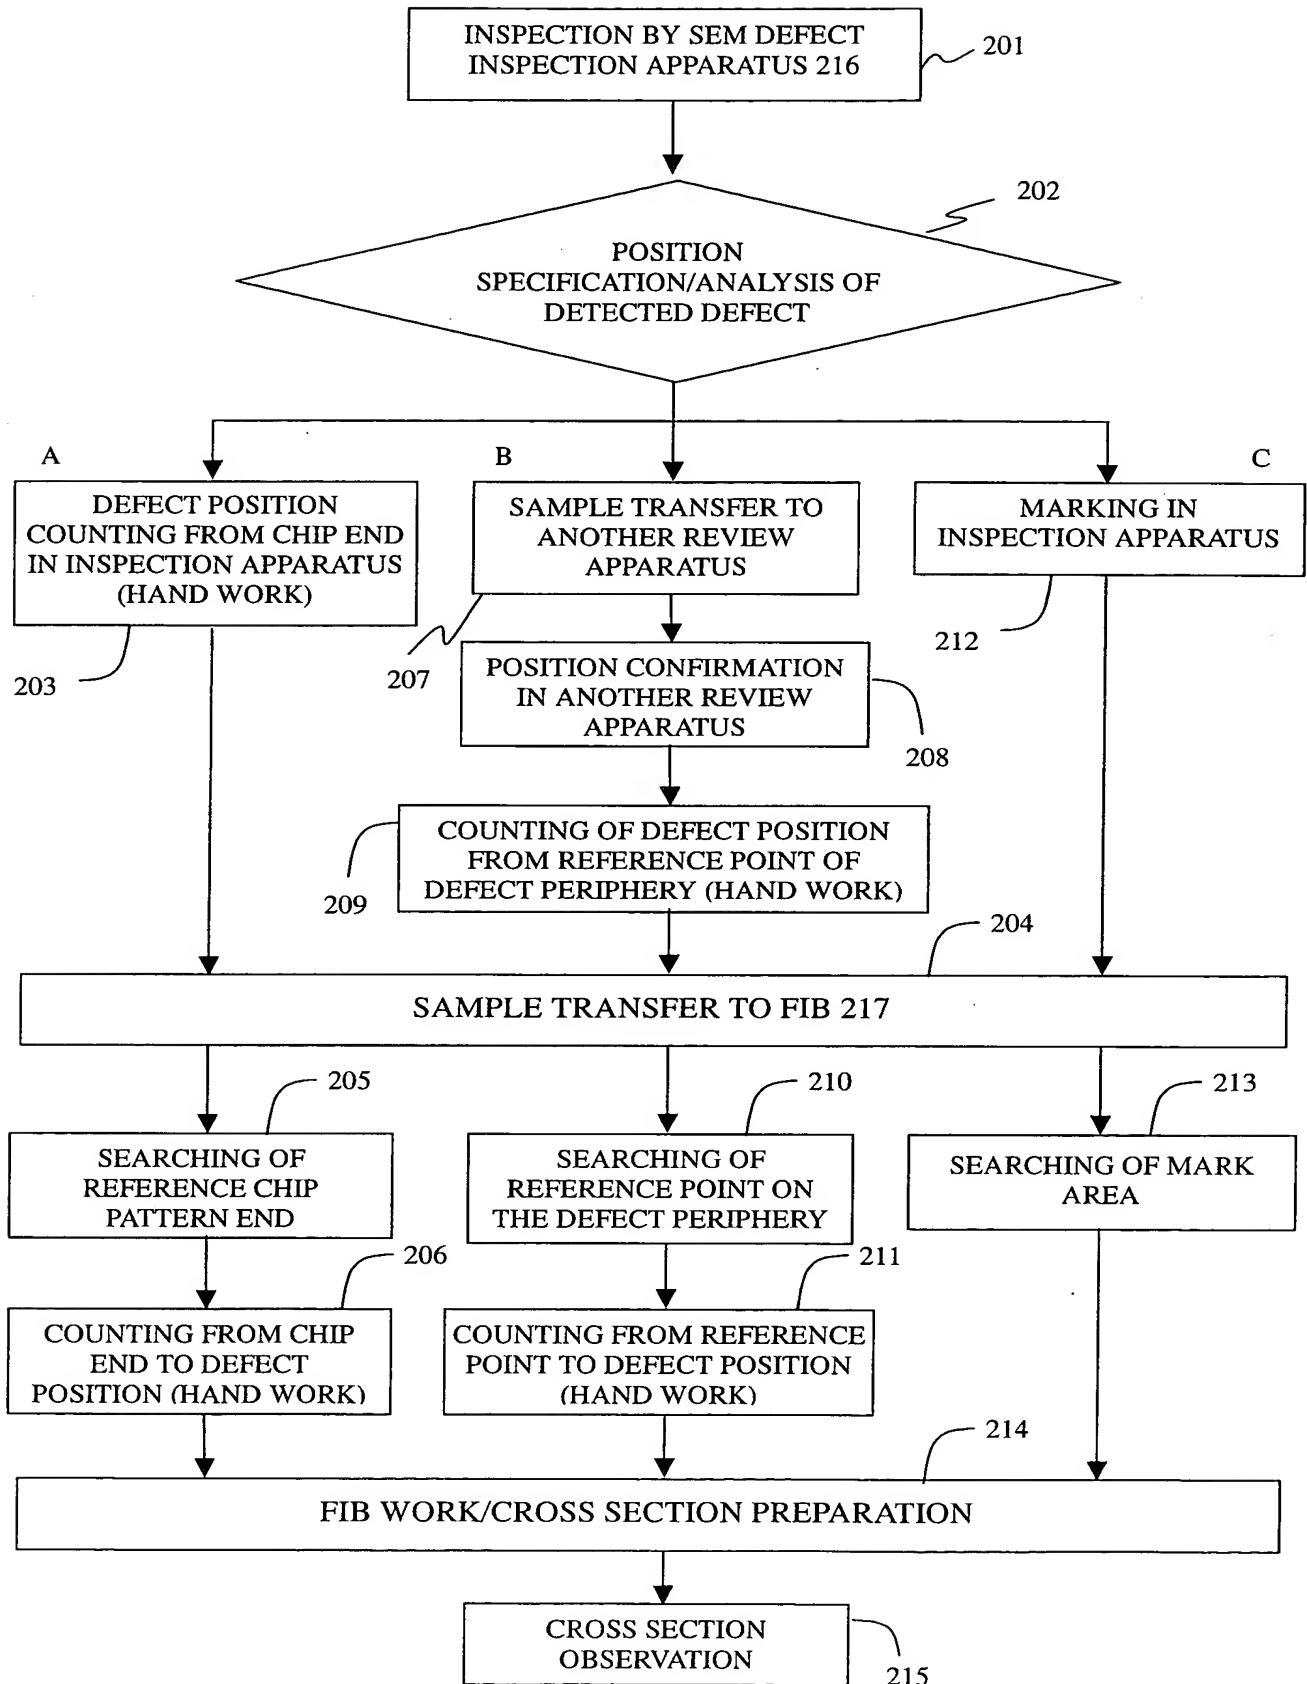 INSPECTION BY SEM DEFECT
INSPECTION APPARATUS 216
201
202
POSITION
SPECIFICATION/ANALYSIS OF
DETECTED DEFECT
A
B
C
DEFECT POSITION
COUNTING FROM CHIP END
IN INSPECTION APPARATUS
(HAND WORK)
203
SAMPLE TRANSFER TO
ANOTHER REVIEW
APPARATUS
207
MARKING IN
INSPECTION APPARATUS
212
POSITION CONFIRMATION
IN ANOTHER REVIEW
APPARATUS
208
COUNTING OF DEFECT POSITION
FROM REFERENCE POINT OF
DEFECT PERIPHERY (HAND WORK)
209
204
SAMPLE TRANSFER TO FIB 217
205
210
213
SEARCHING OF
REFERENCE CHIP
PATTERN END
SEARCHING OF
REFERENCE POINT ON
THE DEFECT PERIPHERY
SEARCHING OF MARK
AREA
206
211
COUNTING FROM CHIP
END TO DEFECT
POSITION (HAND WORK)
COUNTING FROM REFERENCE
POINT TO DEFECT POSITION
(HAND WORK)
214
FIB WORK/CROSS SECTION PREPARATION
CROSS SECTION
OBSERVATION
215